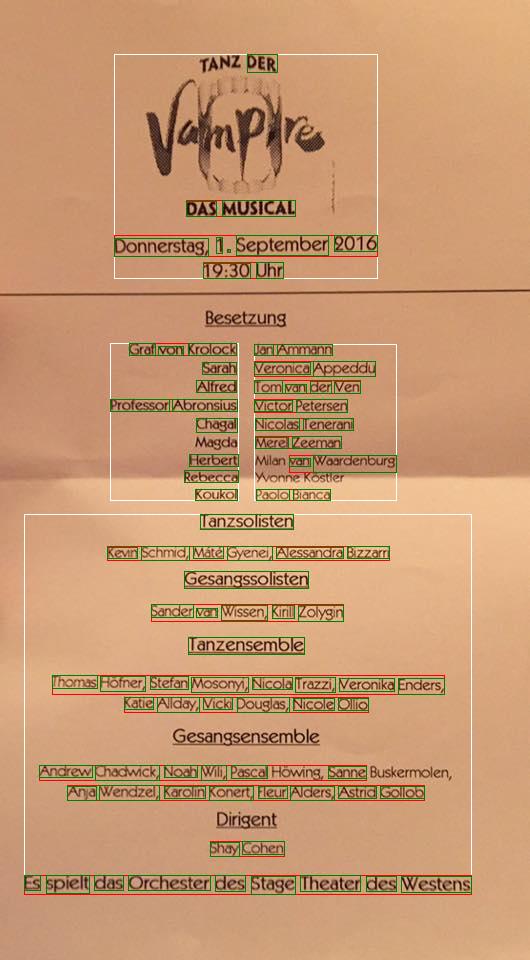 TANZ DER
Vampire
DAS MUSICAL
Donnerstag, 1. September 2016
19:30 Uhr
Besetzung
Graf von Krolock Jan Ammann
Sarah Veronica Appeddu
Alfred Tom van der Ven
Professor Abronsius Victor Petersen
Chagal Nicolas Tenerani
Magda Merel Zeeman
Herbert Milan van Waardenburg
Rebecca Yvonne Köstler
Koukol Paolo Bianca
Tanzsolisten
Kevin Schmid, Máté Gyenei, Alessandra Bizzarri
Gesangssolisten
Sander van Wissen, Kirill Zolygin
Tanzensemble
Thomas Höfner, Stefan Mosonyi, Nicola Trazzi, Veronika Enders,
Katie Allday, Vicki Douglas, Nicole Ollio
Gesangsensemble
Andrew Chadwick, Noah Wili, Pascal Höwing, Sanne Buskermolen,
Anja Wendzel, Karolin Konert, Fleur Alders, Astrid Gollob
Dirigent
Shay Cohen
Es spielt das Orchester des Stage Theater des Westens